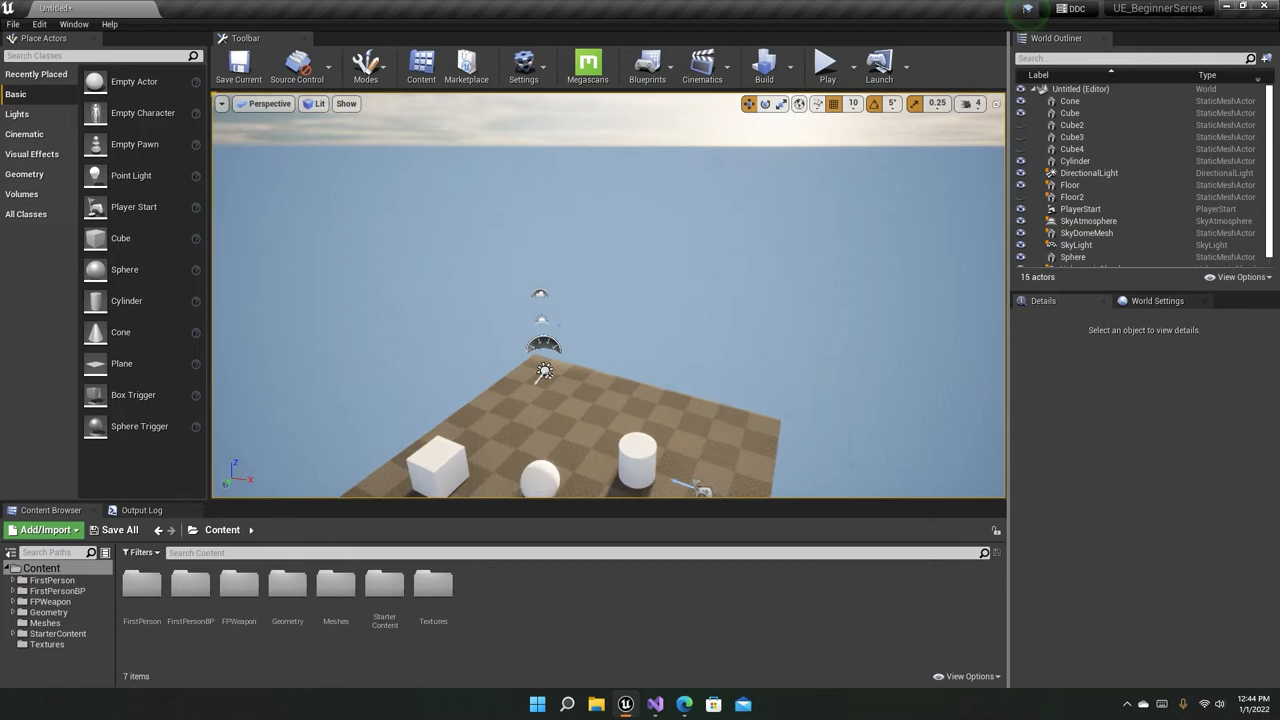 Untitled*
DDC
UE_BeginnerSeries
File Edit Window Help
Place Actors
Search Classes
Recently Placed
Basic
Lights
Cinematic
Visual Effects
Geometry
Volumes
All Classes
Empty Actor
Empty Character
Empty Pawn
Point Light
Player Start
Cube
Sphere
Cylinder
Cone
Plane
Box Trigger
Sphere Trigger
Toolbar
Save Current Source Control Modes Content Marketplace Settings Megascans Blueprints Cinematics Build Play Launch
Perspective Lit Show
10 5° 0.25 4
Z
X
World Outliner
Search...
Label Type
Untitled (Editor) World
Cone StaticMeshActor
Cube StaticMeshActor
Cube2 StaticMeshActor
Cube3 StaticMeshActor
Cube4 StaticMeshActor
Cylinder StaticMeshActor
DirectionalLight DirectionalLight
Floor StaticMeshActor
Floor2 StaticMeshActor
PlayerStart PlayerStart
SkyAtmosphere SkyAtmosphere
SkyDomeMesh StaticMeshActor
SkyLight SkyLight
Sphere StaticMeshActor
15 actors View Options
Details World Settings
Select an object to view details.
Content Browser Output Log
Add/Import Save All Content
Search Paths
Filters Search Content
Content
FirstPerson
FirstPersonBP
FPWeapon
Geometry
Meshes
StarterContent
Textures
FirstPerson FirstPersonBP FPWeapon Geometry Meshes Starter Content Textures
7 items View Options
12:44 PM
1/1/2022